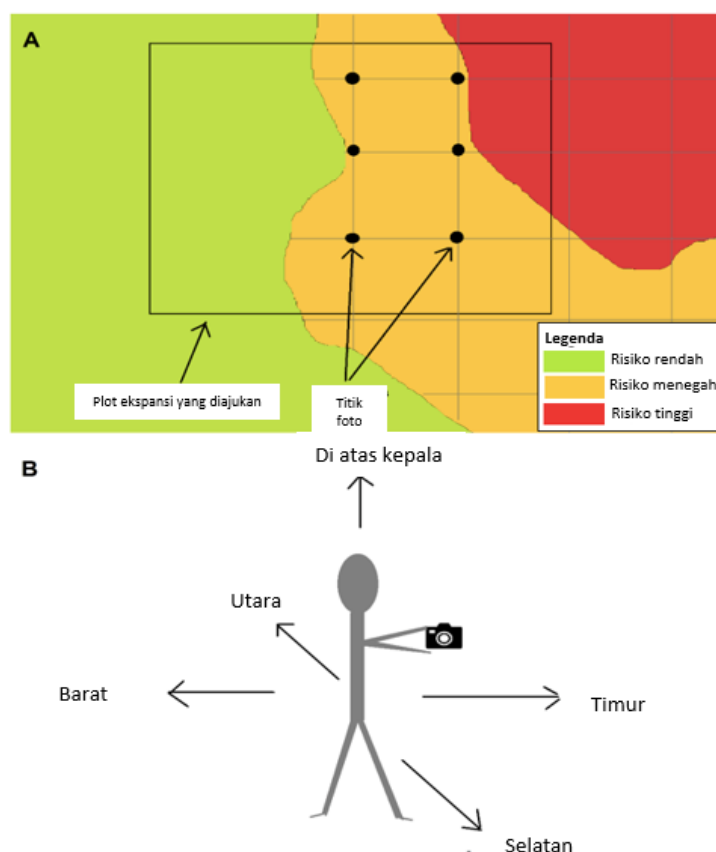 A
Legenda
Risiko rendah
Risiko menegah
Risiko tinggi
Plot ekspansi yang diajukan
Titik
foto
B
Di atas kepala
Utara
Barat
Timur
Selatan